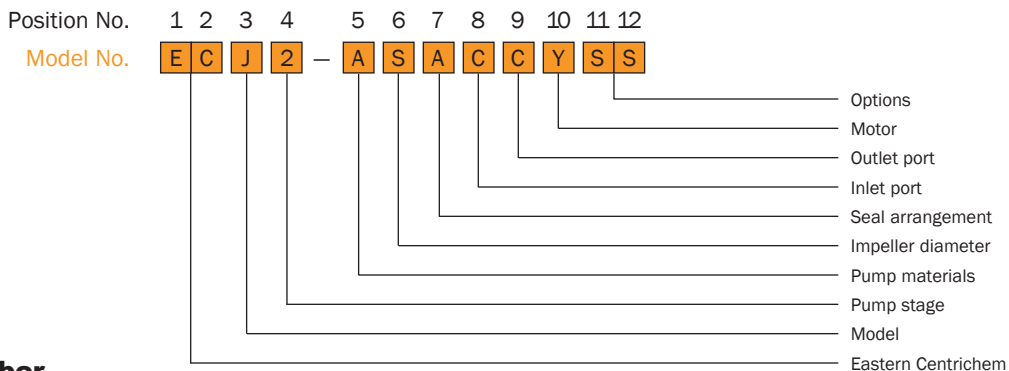 Position No. 1 2 3 4 5 6 7 8 9 10 11 12
Model No. E C J 2 – A S A C C Y S S
Options
Motor
Outlet port
Inlet port
Seal arrangement
Impeller diameter
Pump materials
Pump stage
Model
Eastern Centrichem